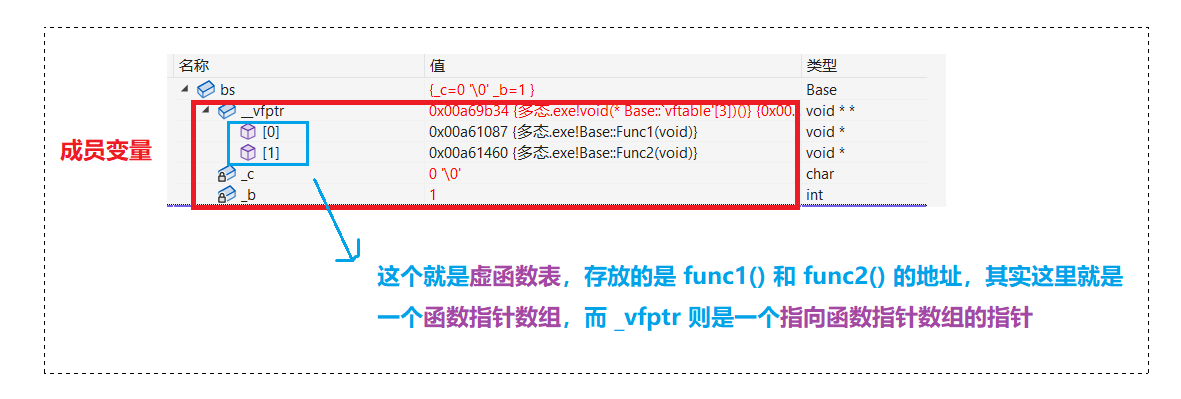 名称 值 类型
bs {_c=0 '\0' _b=1 } Base
__vfptr 0x00a69b34 {多态.exe!void(* Base::`vftable'[3])()} {0x00... void * *
[0] 0x00a61087 {多态.exe!Base::Func1(void)} void *
[1] 0x00a61460 {多态.exe!Base::Func2(void)} void *
成员变量
_c 0 '\0' char
_b 1 int
这个就是虚函数表，存放的是 func1() 和 func2() 的地址，其实这里就是
一个函数指针数组，而 _vfptr 则是一个指向函数指针数组的指针